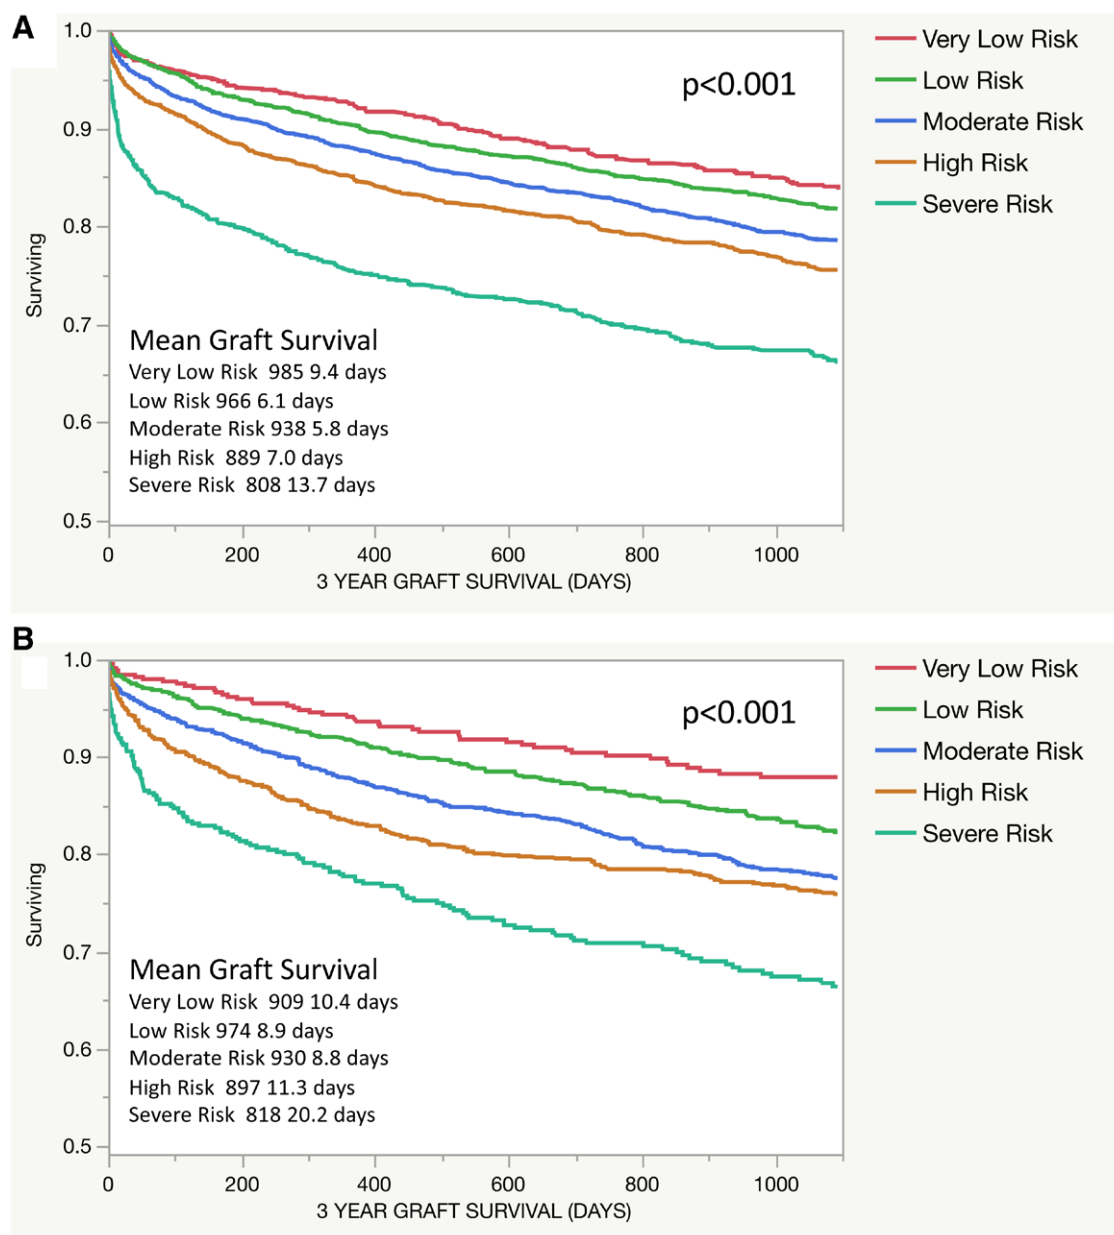 A
1.0
0.9
0.8
0.7
0.6
0.5
Surviving
p<0.001
Mean Graft Survival
Very Low Risk 985 9.4 days
Low Risk 966 6.1 days
Moderate Risk 938 5.8 days
High Risk 889 7.0 days
Severe Risk 808 13.7 days
0 200 400 600 800 1000
3 YEAR GRAFT SURVIVAL (DAYS)
Very Low Risk
Low Risk
Moderate Risk
High Risk
Severe Risk
B
1.0
0.9
0.8
0.7
0.6
0.5
Surviving
p<0.001
Mean Graft Survival
Very Low Risk 909 10.4 days
Low Risk 974 8.9 days
Moderate Risk 930 8.8 days
High Risk 897 11.3 days
Severe Risk 818 20.2 days
0 200 400 600 800 1000
3 YEAR GRAFT SURVIVAL (DAYS)
Very Low Risk
Low Risk
Moderate Risk
High Risk
Severe Risk